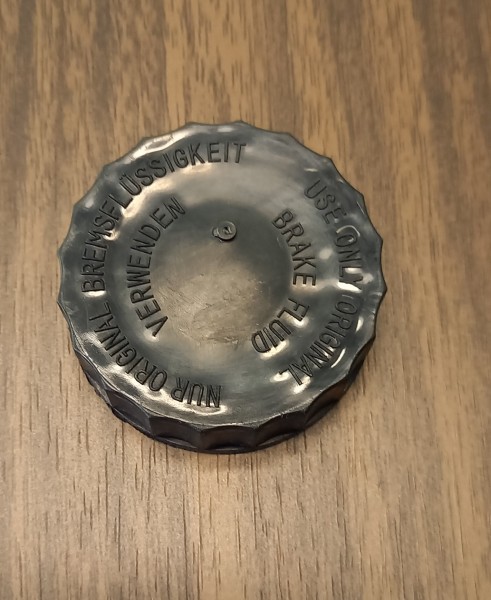 NUR ORIGINAL BREMSFLÜSSIGKEIT
VERWENDEN
USE ONLY ORIGINAL
BRAKE FLUID